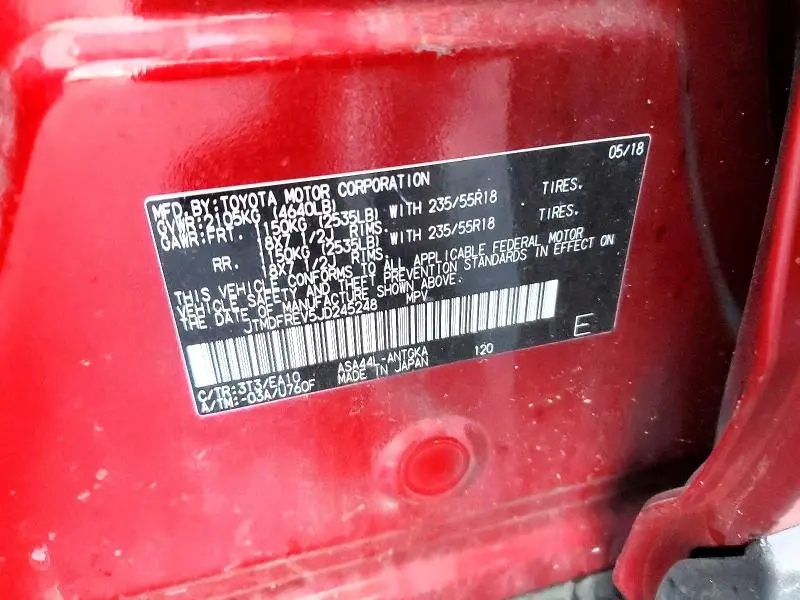 MFD.BY:TOYOTA MOTOR CORPORATION 05/18
GVWR:2105KG (4640LB)
GAWR:FRT. 1150KG (2535LB) WITH 235/55R18 TIRES.
18X7 1/2J RIMS.
RR. 1150KG (2535LB) WITH 235/55R18 TIRES.
18X7 1/2J RIMS.
THIS VEHICLE CONFORMS TO ALL APPLICABLE FEDERAL MOTOR
VEHICLE SAFETY AND THEFT PREVENTION STANDARDS IN EFFECT ON
THE DATE OF MANUFACTURE SHOWN ABOVE.
JTMDFREV5JD245248 MPV
E
C/TR:3T3/EA10 ASA44L-ANTGKA 120
A/TM:-03A/U760F MADE IN JAPAN